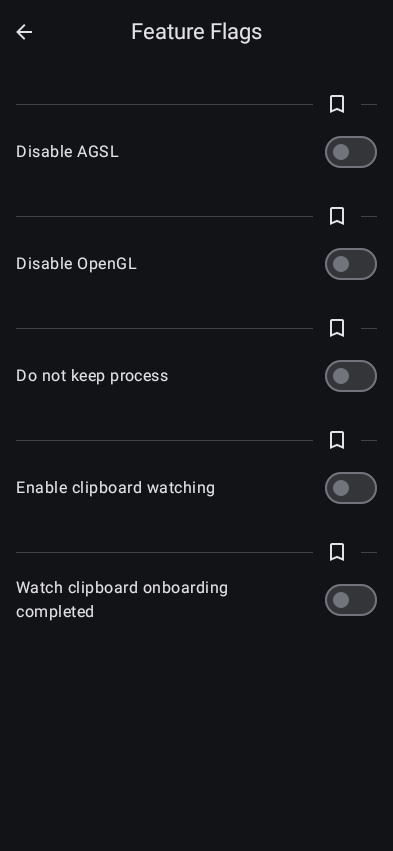 Feature Flags
Disable AGSL
Disable OpenGL
Do not keep process
Enable clipboard watching
Watch clipboard onboarding
completed